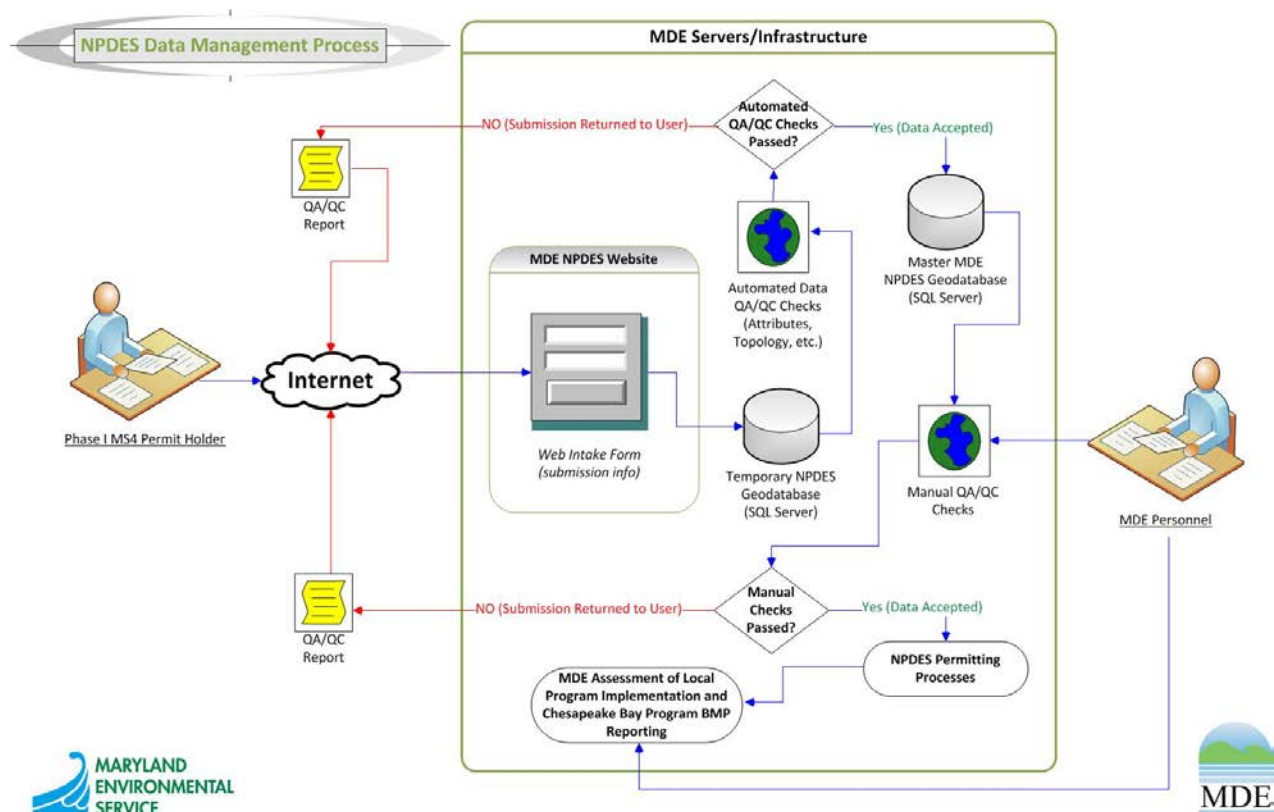 NPDES Data Management Process
MDE Servers/Infrastructure
Automated
QA/QC Checks
Passed?
NO (Submission Returned to User)
Yes (Data Accepted)
QA/QC
Report
Master MDE
NPDES Geodatabase
(SQL Server)
MDE NPDES Website
Automated Data
QA/QC Checks
(Attributes,
Topology, etc.)
Internet
Phase I MS4 Permit Holder
Web Intake Form
(submission info)
Temporary NPDES
Geodatabase
(SQL Server)
Manual QA/QC
Checks
MDE Personnel
Manual
Checks
Passed?
NO (Submission Returned to User)
Yes (Data Accepted)
QA/QC
Report
NPDES Permitting
Processes
MDE Assessment of Local
Program Implementation and
Chesapeake Bay Program BMP
Reporting
MARYLAND
ENVIRONMENTAL
SERVICE
MDE